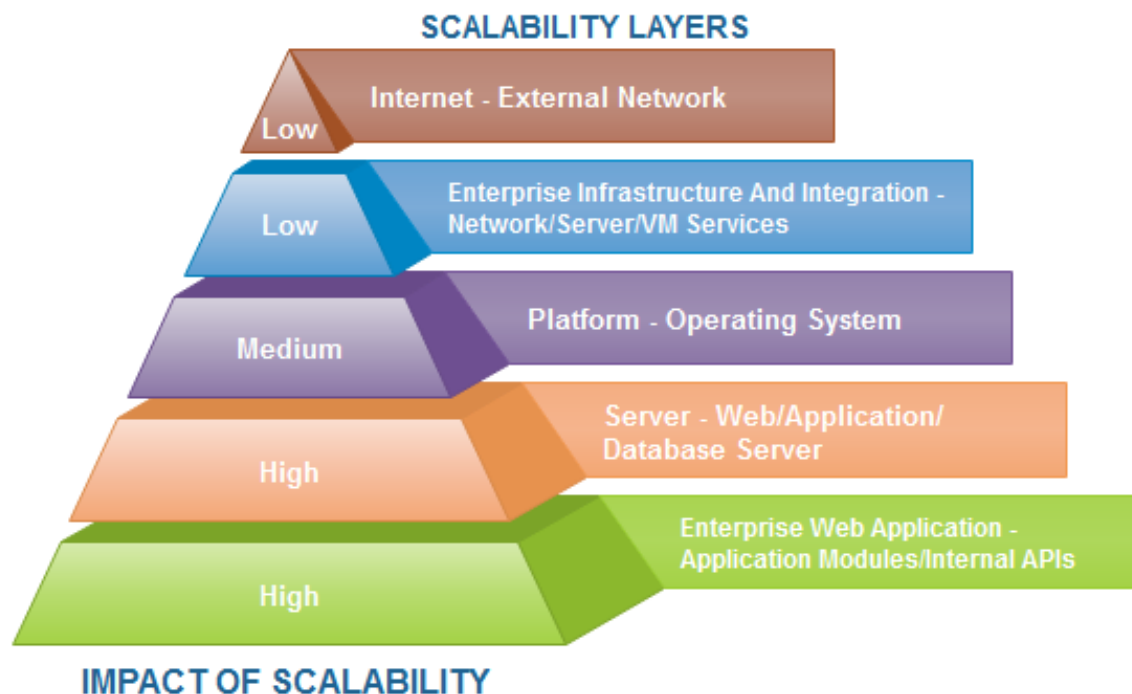 SCALABILITY LAYERS
Low
Internet - External Network
Low
Enterprise Infrastructure And Integration -
Network/Server/VM Services
Medium
Platform - Operating System
High
Server - Web/Application/
Database Server
High
Enterprise Web Application -
Application Modules/Internal APIs
IMPACT OF SCALABILITY